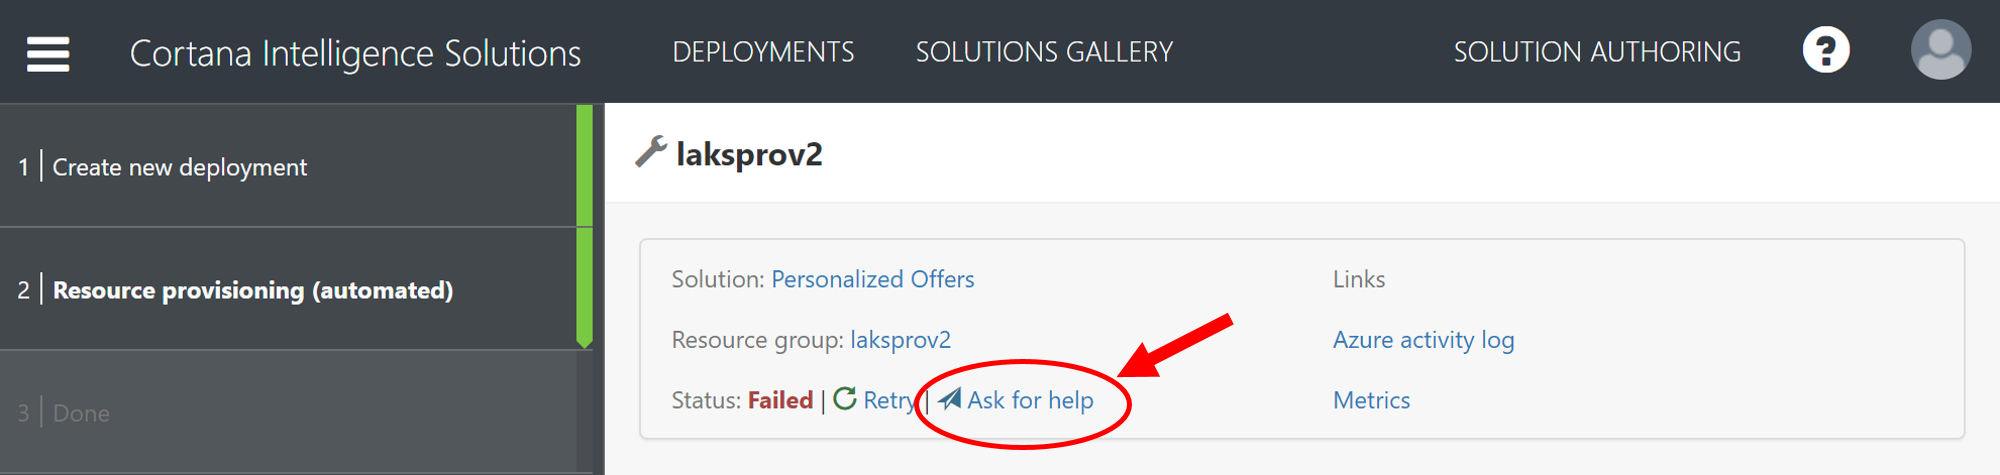 Cortana Intelligence Solutions DEPLOYMENTS SOLUTIONS GALLERY SOLUTION AUTHORING ?
1 | Create new deployment
2 | Resource provisioning (automated)
3 | Done
laksprov2
Solution: Personalized Offers
Resource group: laksprov2
Status: Failed | Retry | Ask for help
Links
Azure activity log
Metrics